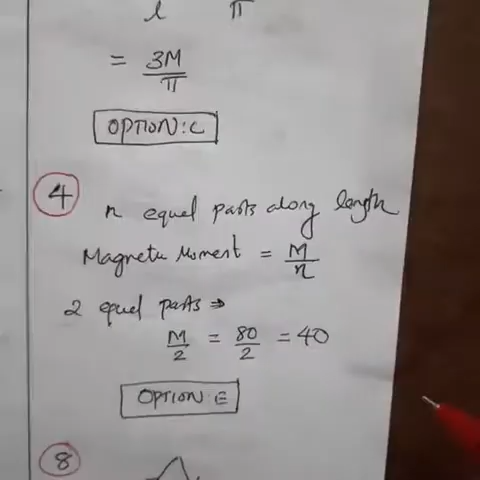 l π
= 3M/π
OPTION: C
4
n equal parts along length
Magnetic Moment = M/n
2 equal parts ⇒
M/2 = 80/2 = 40
OPTION: E
8